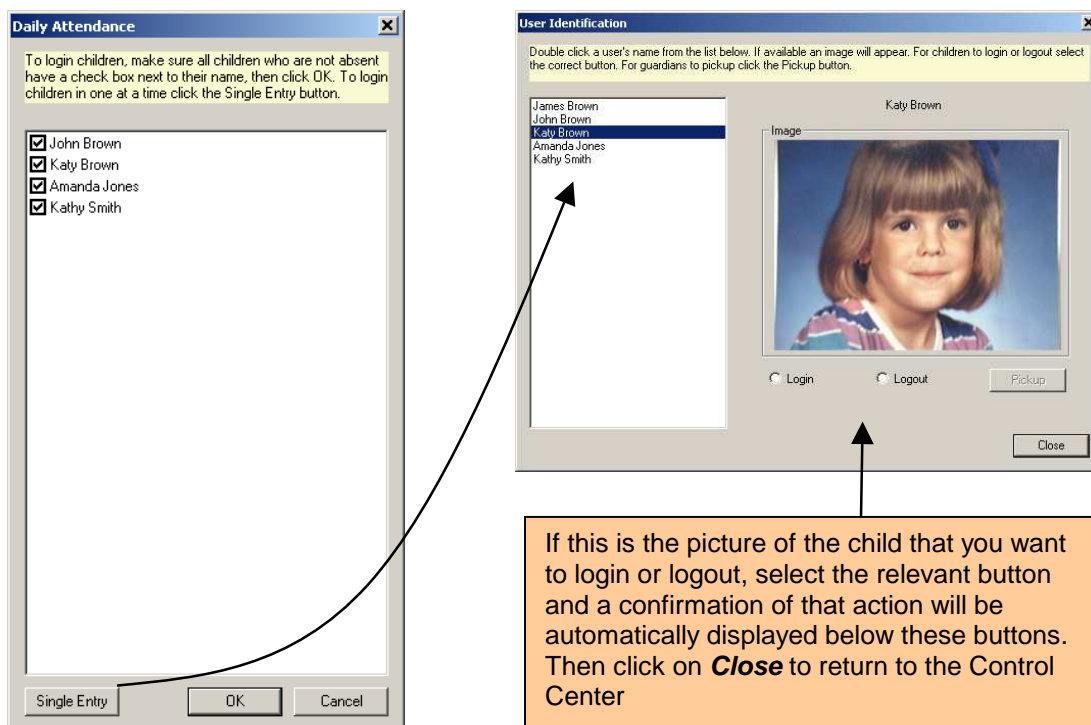 Daily Attendance
To login children, make sure all children who are not absent
have a check box next to their name, then click OK. To login
children in one at a time click the Single Entry button.
John Brown
Katy Brown
Amanda Jones
Kathy Smith
Single Entry
OK
Cancel
User Identification
Double click a user's name from the list below. If available an image will appear. For children to login or logout select
the correct button. For guardians to pickup click the Pickup button.
James Brown
John Brown
Katy Brown
Amanda Jones
Kathy Smith
Katy Brown
Image
Login
Logout
Pickup
Close
If this is the picture of the child that you want
to login or logout, select the relevant button
and a confirmation of that action will be
automatically displayed below these buttons.
Then click on Close to return to the Control
Center